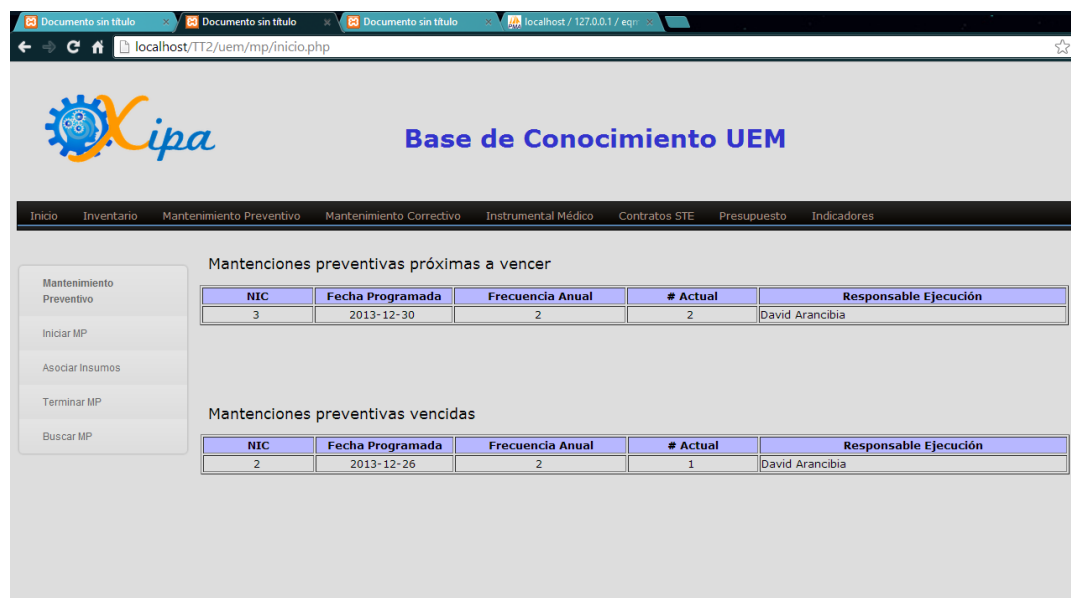 Documento sin título
Documento sin título
Documento sin título
localhost / 127.0.0.1 / eqm
localhost/TT2/uem/mp/inicio.php
Xipa
Base de Conocimiento UEM
Inicio Inventario Mantenimiento Preventivo Mantenimiento Correctivo Instrumental Médico Contratos STE Presupuesto Indicadores
Mantenimiento
Preventivo
Iniciar MP
Asociar Insumos
Terminar MP
Buscar MP
Mantenciones preventivas próximas a vencer
NIC Fecha Programada Frecuencia Anual # Actual Responsable Ejecución
3 2013-12-30 2 2 David Arancibia
Mantenciones preventivas vencidas
NIC Fecha Programada Frecuencia Anual # Actual Responsable Ejecución
2 2013-12-26 2 1 David Arancibia